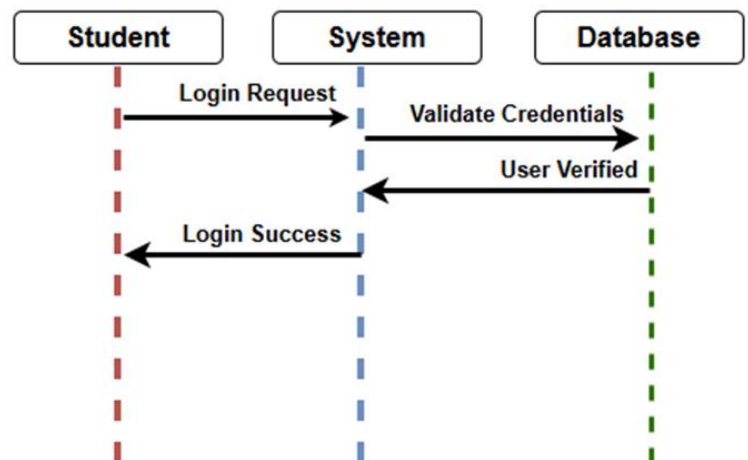 Student
System
Database
Login Request
Validate Credentials
User Verified
Login Success